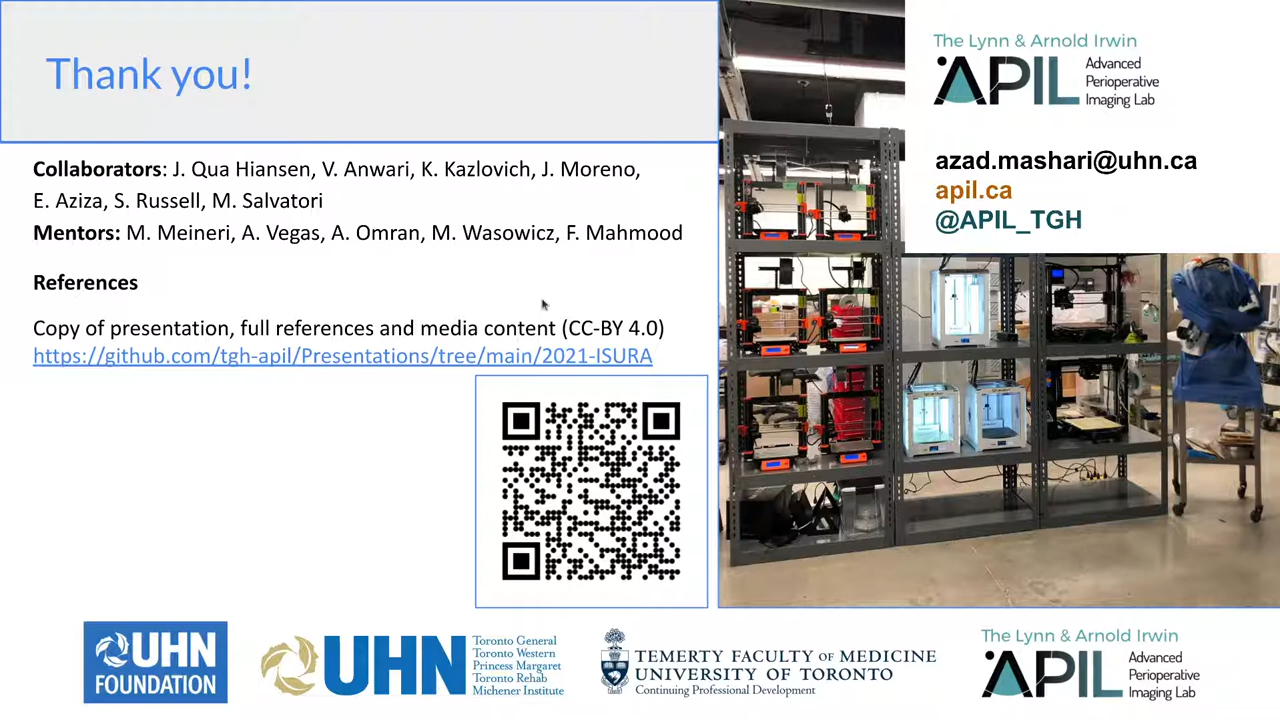 Thank you!
Collaborators: J. Qua Hiansen, V. Anwari, K. Kazlovich, J. Moreno,
E. Aziza, S. Russell, M. Salvatori
Mentors: M. Meineri, A. Vegas, A. Omran, M. Wasowicz, F. Mahmood
References
Copy of presentation, full references and media content (CC-BY 4.0)
https://github.com/tgh-apil/Presentations/tree/main/2021-ISURA
The Lynn & Arnold Irwin
APIL
Advanced
Perioperative
Imaging Lab
azad.mashari@uhn.ca
apil.ca
@APIL_TGH
UHN
FOUNDATION
UHN
Toronto General
Toronto Western
Princess Margaret
Toronto Rehab
Michener Institute
TEMERTY FACULTY OF MEDICINE
UNIVERSITY OF TORONTO
Continuing Professional Development
The Lynn & Arnold Irwin
APIL
Advanced
Perioperative
Imaging Lab